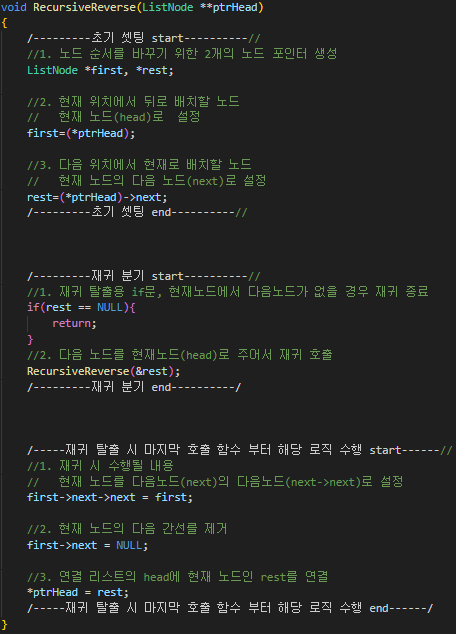 void RecursiveReverse(ListNode **ptrHead)
{
/---------초기 셋팅 start----------//
//1. 노드 순서를 바꾸기 위한 2개의 노드 포인터 생성
ListNode *first, *rest;
//2. 현재 위치에서 뒤로 배치할 노드
//   현재 노드(head)로  설정
first=(*ptrHead);
//3. 다음 위치에서 현재로 배치할 노드
//   현재 노드의 다음 노드(next)로 설정
rest=(*ptrHead)->next;
/---------초기 셋팅 end----------//
/---------재귀 분기 start----------//
//1. 재귀 탈출용 if문, 현재노드에서 다음노드가 없을 경우 재귀 종료
if(rest == NULL){
return;
}
//2. 다음 노드를 현재노드(head)로 주어서 재귀 호출
RecursiveReverse(&rest);
/---------재귀 분기 end----------/
/-----재귀 탈출 시 마지막 호출 함수 부터 해당 로직 수행 start------//
//1. 재귀 시 수행될 내용
//   현재 노드를 다음노드(next)의 다음노드(next->next)로 설정
first->next->next = first;
//2. 현재 노드의 다음 간선를 제거
first->next = NULL;
//3. 연결 리스트의 head에 현재 노드인 rest를 연결
*ptrHead = rest;
/-----재귀 탈출 시 마지막 호출 함수 부터 해당 로직 수행 end------/
}